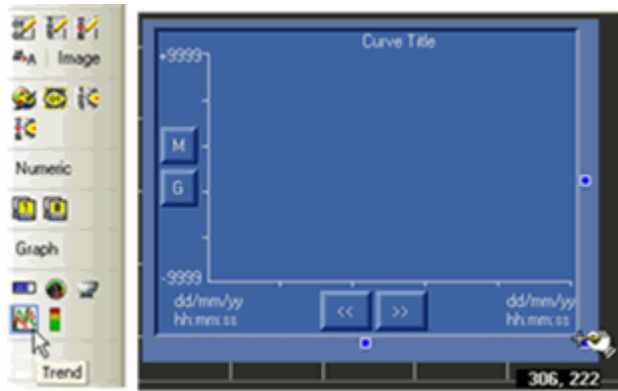 Image
Numeric
Graph
Trend
Curve Title
+9999
M
G
-9999
dd/mm/yy
hh:mm:ss
<<
>>
dd/mm/yy
hh:mm:ss
306, 222